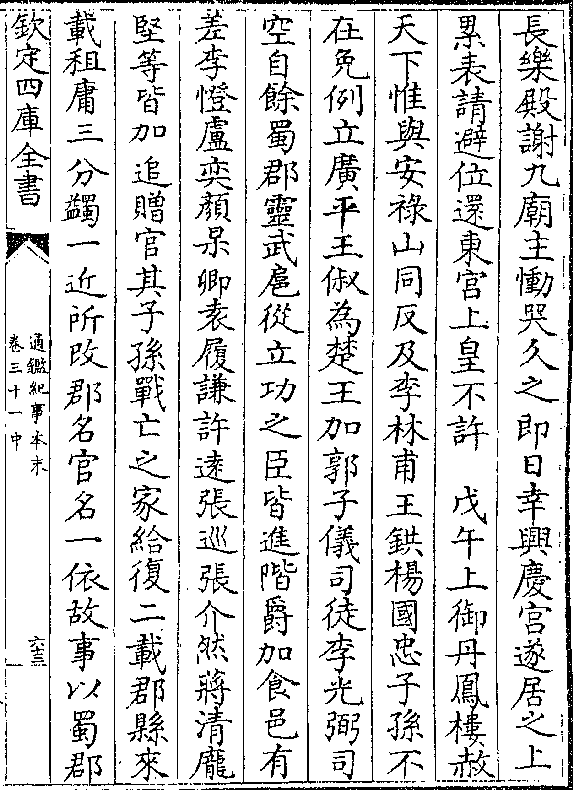 長樂殿謝九廟主慟哭久之即日幸興慶宮遂居之上
累表請避位還東宮上皇不許　戊午上御丹鳳樓赦
天下惟與安祿山同反及李林甫王鉷楊國忠子孫不
在免例立廣平王俶為楚王加郭子儀司徒李光弼司
空自餘蜀郡靈武扈從立功之臣皆進階爵加食邑有
差李憕盧奕顏杲卿袁履謙許遠張巡張介然蔣清龐
堅等皆加追贈官其子孫戰亡之家給復二載郡縣來
載租庸三分蠲一近所改郡名官名一依故事以蜀郡
欽定四庫全書
通鑑紀事本末
卷三十一中
六十三